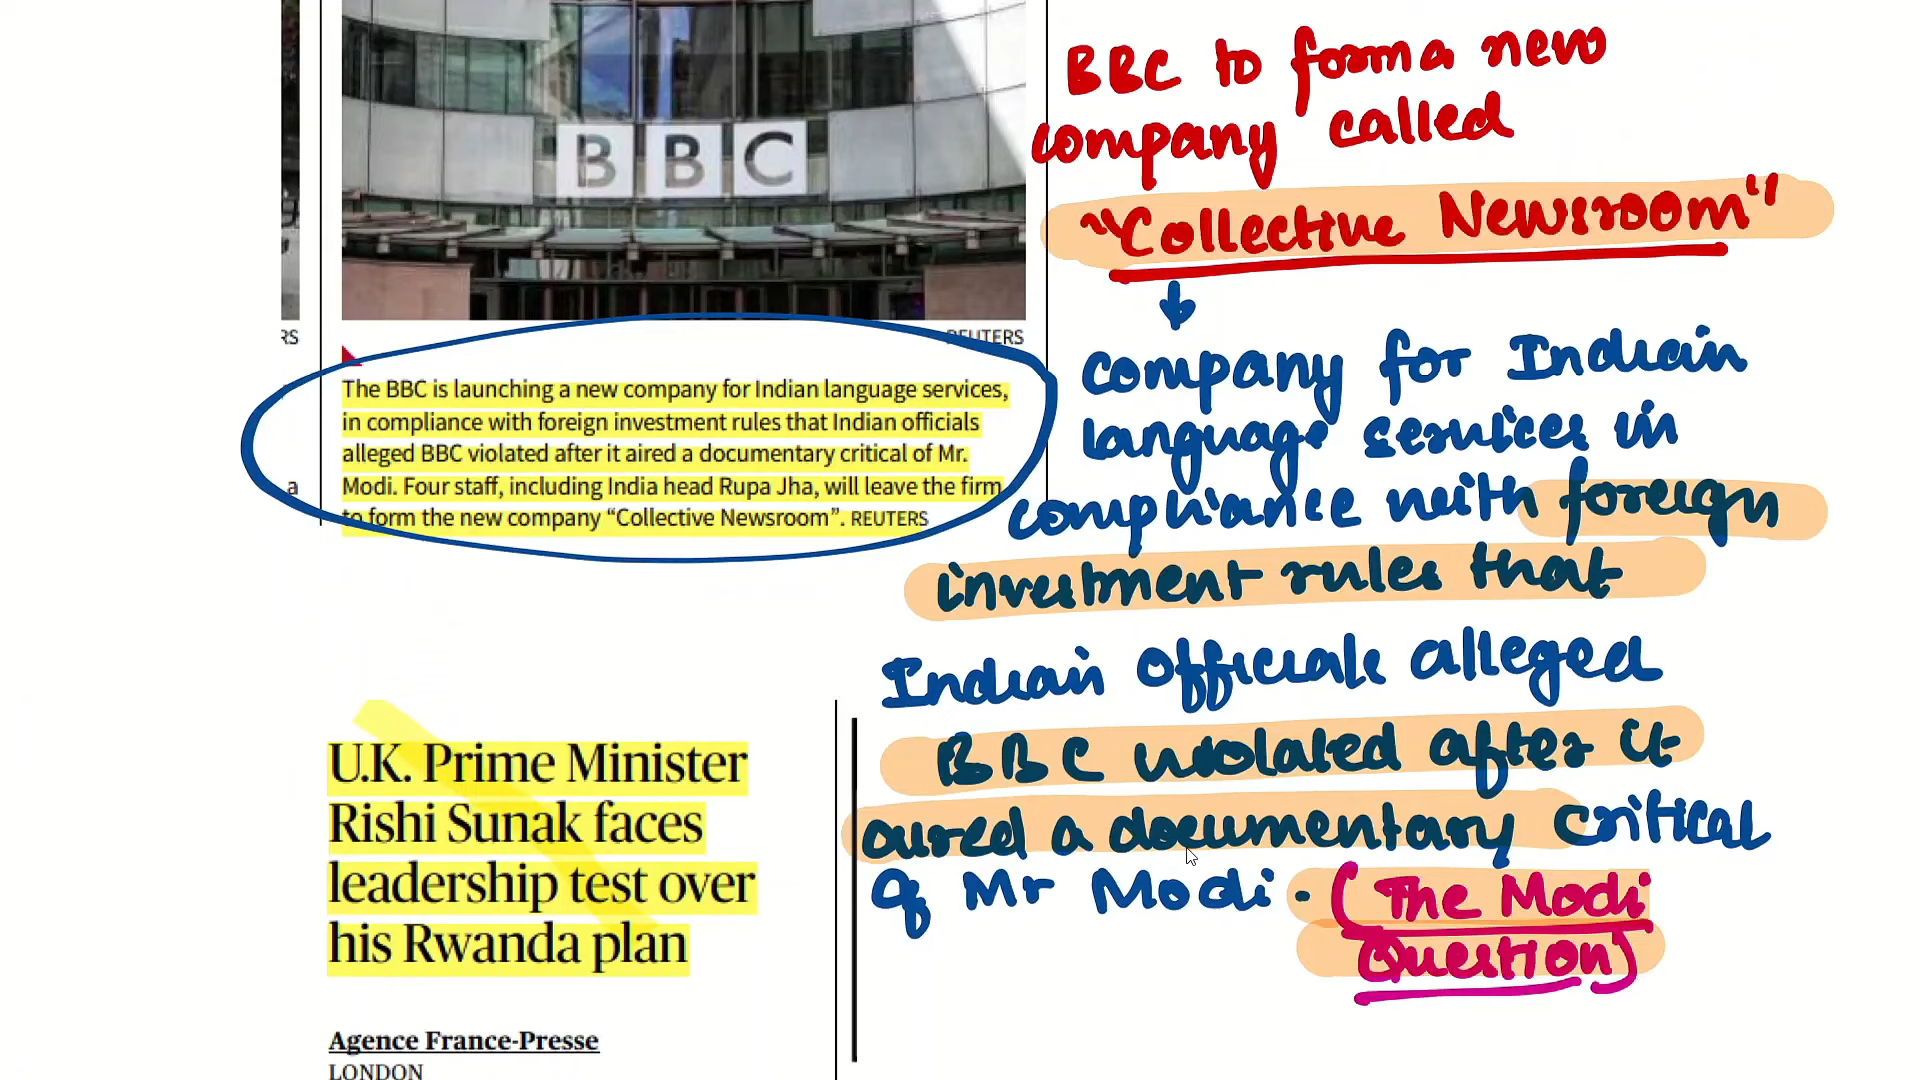 BBC
RS
REUTERS
The BBC is launching a new company for Indian language services,
in compliance with foreign investment rules that Indian officials
alleged BBC violated after it aired a documentary critical of Mr.
Modi. Four staff, including India head Rupa Jha, will leave the firm
to form the new company “Collective Newsroom”. REUTERS
a
U.K. Prime Minister
Rishi Sunak faces
leadership test over
his Rwanda plan
Agence France-Presse
LONDON
BBC to form a new
company called
"Collective Newsroom"
company for Indian
language services in
compliance with foreign
investment rules that
Indian officials alleged
BBC violated after it
aired a documentary critical
of Mr Modi. (The Modi
Question)